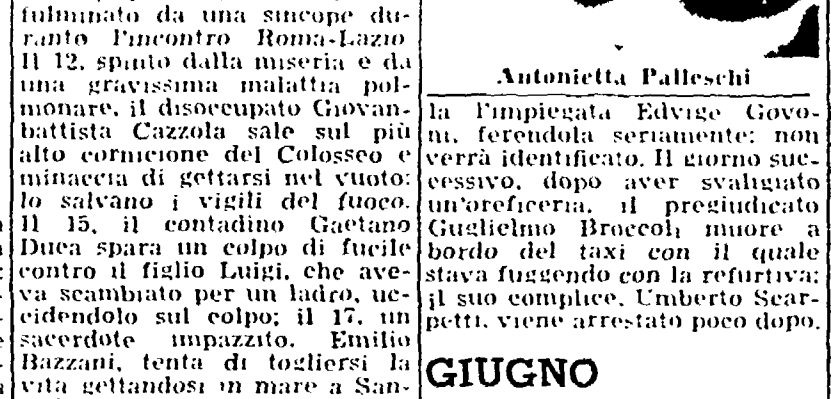 fulminato da una sincope du-
ranto l'incontro Roma-Lazio
Il 12, spinto dalla miseria e da
una gravissima malattia pol-
monare, il disoccupato Giovan-
battista Cazzola sale sul più
alto cornicione del Colosseo e
minaccia di gettarsi nel vuoto:
lo salvano i vigili del fuoco.
Il 15, il contadino Gaetano
Duca spara un colpo di fucile
contro il figlio Luigi, che ave-
va scambiato per un ladro, uc-
cidendolo sul colpo; il 17, un
sacerdote impazzito, Emilio
Bazzani, tenta di togliersi la
vita gettandosi in mare a San-
Antonietta Palleschi
la l'impiegata Edvige Govo-
ni, ferendola seriamente; non
verrà identificato. Il giorno suc-
cessivo, dopo aver svaligiato
un'oreficeria, il pregiudicato
Guglielmo Broccoli muore a
bordo del taxi con il quale
stava fuggendo con la refurtiva;
il suo complice, Umberto Scar-
petti, viene arrestato poco dopo.
GIUGNO